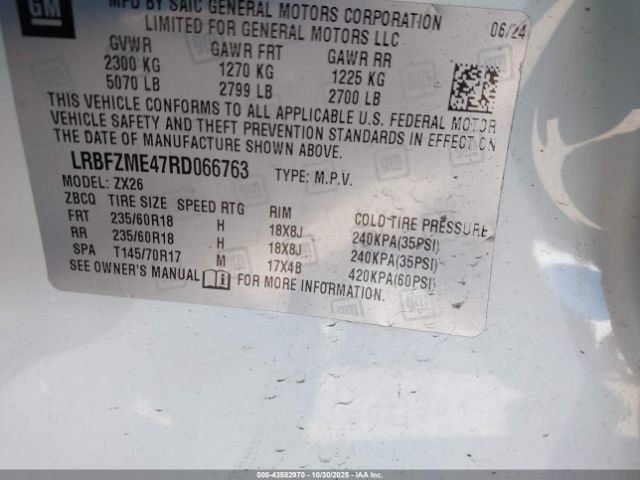 GM
MFD BY SAIC GENERAL MOTORS CORPORATION
LIMITED FOR GENERAL MOTORS LLC
06/24
GVWR GAWR FRT GAWR RR
2300 KG 1270 KG 1225 KG
5070 LB 2799 LB 2700 LB
THIS VEHICLE CONFORMS TO ALL APPLICABLE U.S. FEDERAL MOTOR
VEHICLE SAFETY AND THEFT PREVENTION STANDARDS IN EFFECT ON
THE DATE OF MANUFACTURE SHOWN ABOVE.
LRBFZME47RD066763 TYPE: M.P.V.
MODEL: ZX26
ZBCQ TIRE SIZE SPEED RTG RIM COLD TIRE PRESSURE
FRT 235/60R18 H 18X8J 240KPA(35PSI)
RR 235/60R18 H 18X8J 240KPA(35PSI)
SPA T145/70R17 M 17X4B 420KPA(60PSI)
SEE OWNER'S MANUAL FOR MORE INFORMATION.
000-43582970 - 10/30/2025 - COPYRIGHT IAA, LLC